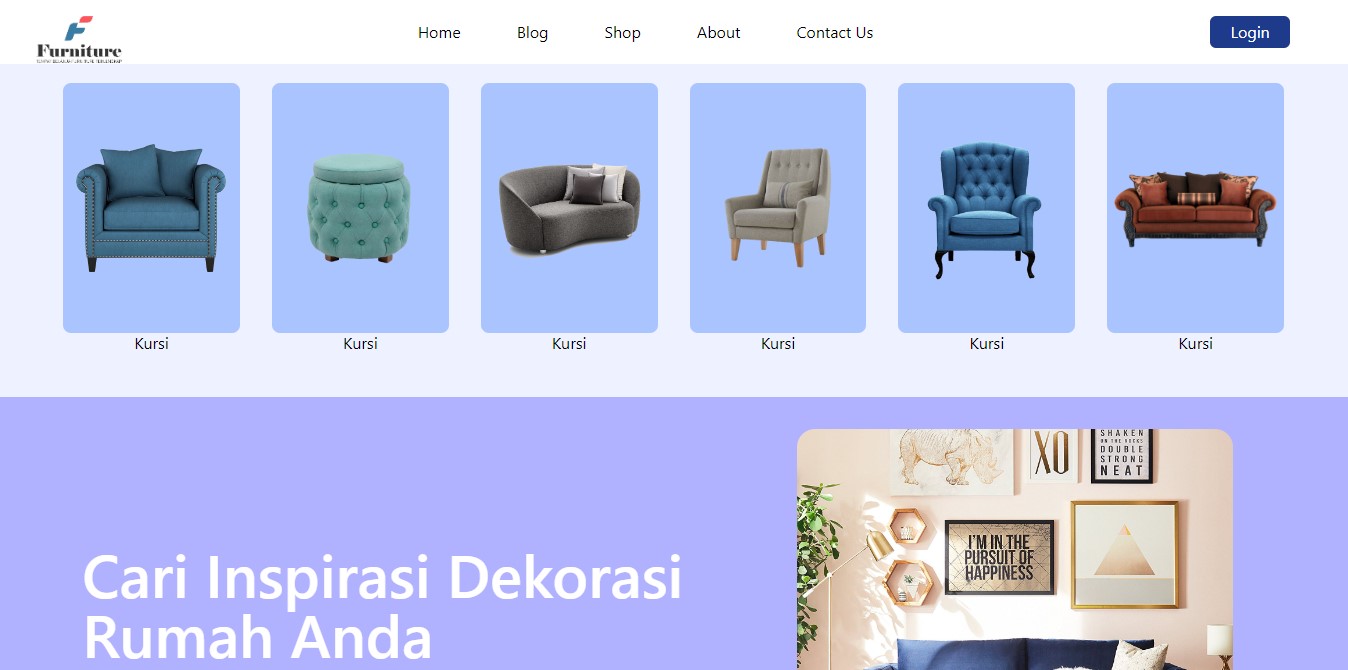 Furniture
Home
Blog
Shop
About
Contact Us
Login
Kursi
Kursi
Kursi
Kursi
Kursi
Kursi
Cari Inspirasi Dekorasi
Rumah Anda
XO
SHAKEN
ON THE ROCKS
DOUBLE
STRONG
NEAT
I'M IN THE
PURSUIT OF
HAPPINESS